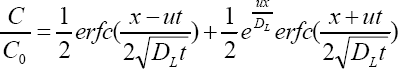 C/C₀ = 1/2 erfc((x − ut)/(2√(D_L t))) + 1/2 e^(ux/D_L) erfc((x + ut)/(2√(D_L t)))